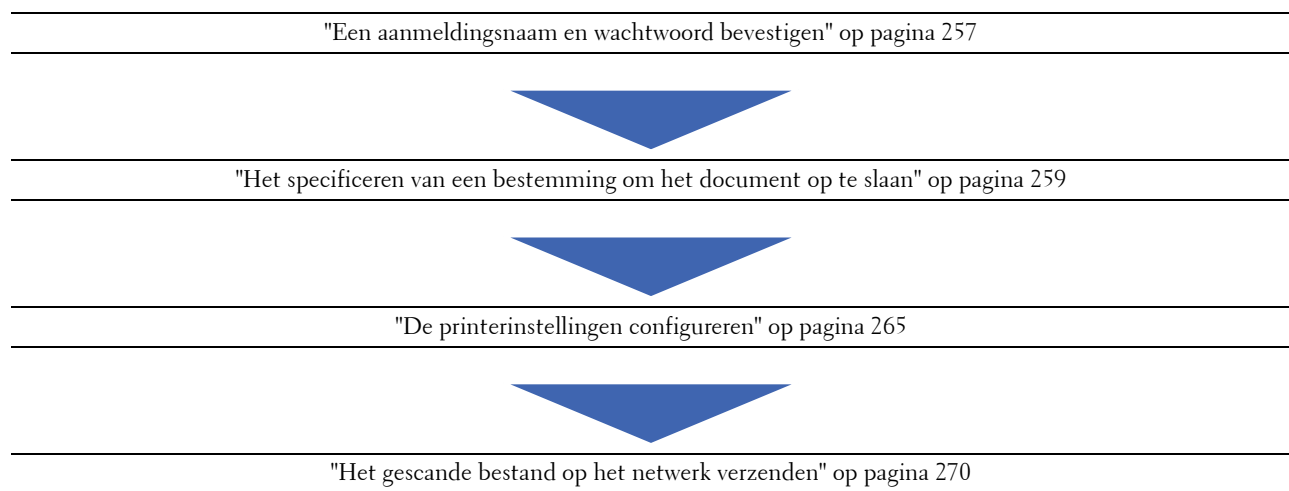 "Een aanmeldingsnaam en wachtwoord bevestigen" op pagina 257
"Het specificeren van een bestemming om het document op te slaan" op pagina 259
"De printerinstellingen configureren" op pagina 265
"Het gescande bestand op het netwerk verzenden" op pagina 270